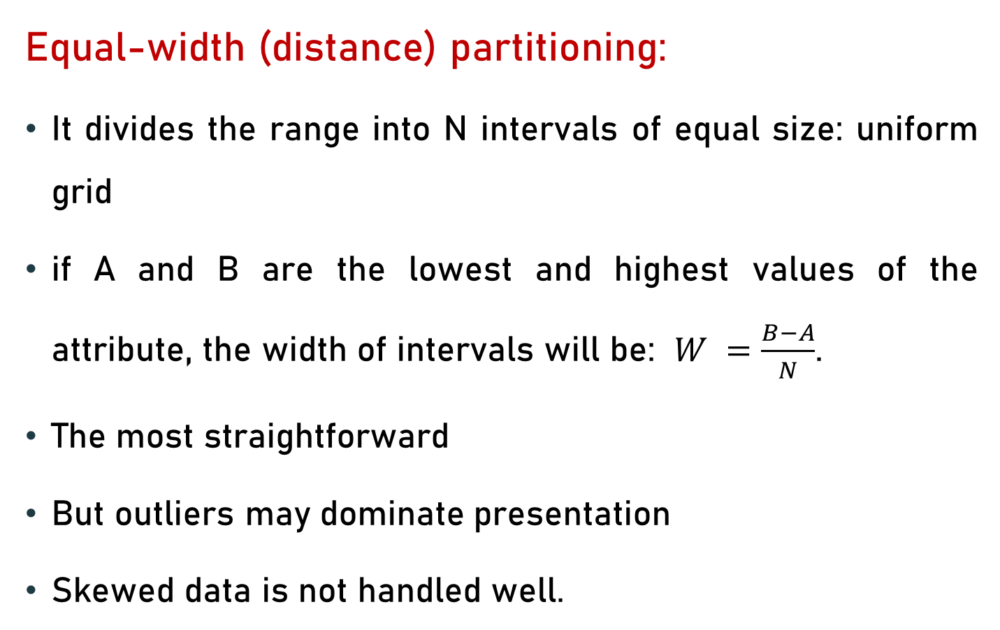 Equal-width (distance) partitioning:
• It divides the range into N intervals of equal size: uniform
grid
• if A and B are the lowest and highest values of the
attribute, the width of intervals will be: W = \frac{B-A}{N}.
• The most straightforward
• But outliers may dominate presentation
• Skewed data is not handled well.